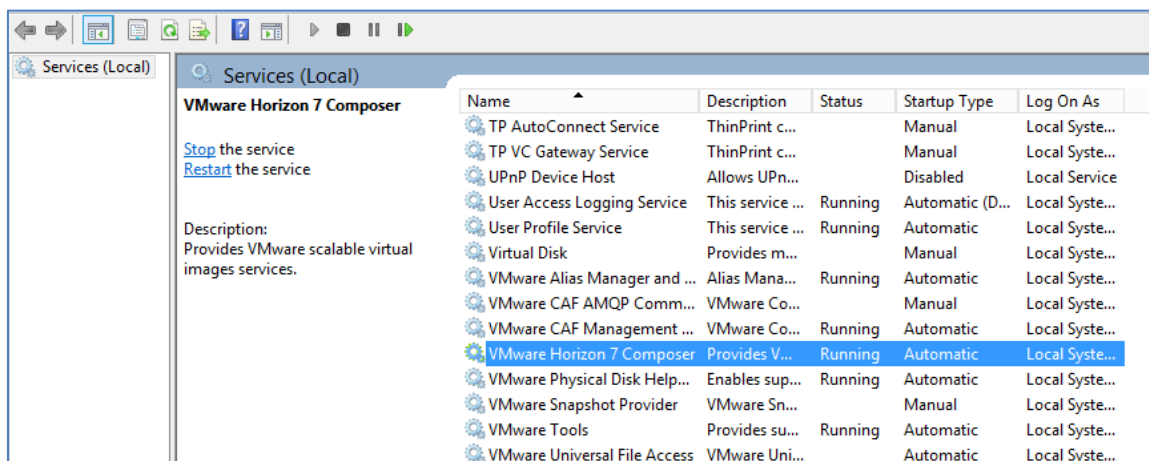 Services (Local)
Services (Local)
VMware Horizon 7 Composer
Stop the service
Restart the service
Description:
Provides VMware scalable virtual
images services.
Name Description Status Startup Type Log On As
TP AutoConnect Service ThinPrint c... Manual Local Syste...
TP VC Gateway Service ThinPrint c... Manual Local Syste...
UPnP Device Host Allows UPn... Disabled Local Service
User Access Logging Service This service ... Running Automatic (D... Local Syste...
User Profile Service This service ... Running Automatic Local Syste...
Virtual Disk Provides m... Manual Local Syste...
VMware Alias Manager and ... Alias Mana... Running Automatic Local Syste...
VMware CAF AMQP Comm... VMware Co... Manual Local Syste...
VMware CAF Management ... VMware Co... Running Automatic Local Syste...
VMware Horizon 7 Composer Provides V... Running Automatic Local Syste...
VMware Physical Disk Help... Enables sup... Running Automatic Local Syste...
VMware Snapshot Provider VMware Sn... Manual Local Syste...
VMware Tools Provides su... Running Automatic Local Syste...
VMware Universal File Access VMware Uni... Automatic Local Syste...